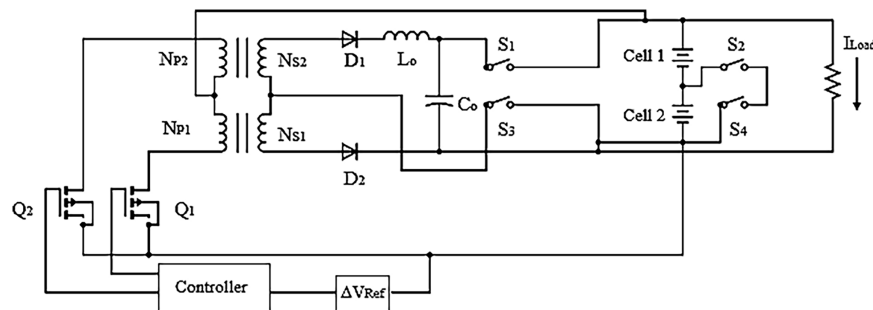 S1
S2
ILoad
NP2
NS2
D1
Lo
Cell 1
Co
NP1
NS1
S3
Cell 2
S4
D2
Q2
Q1
Controller
ΔVRef